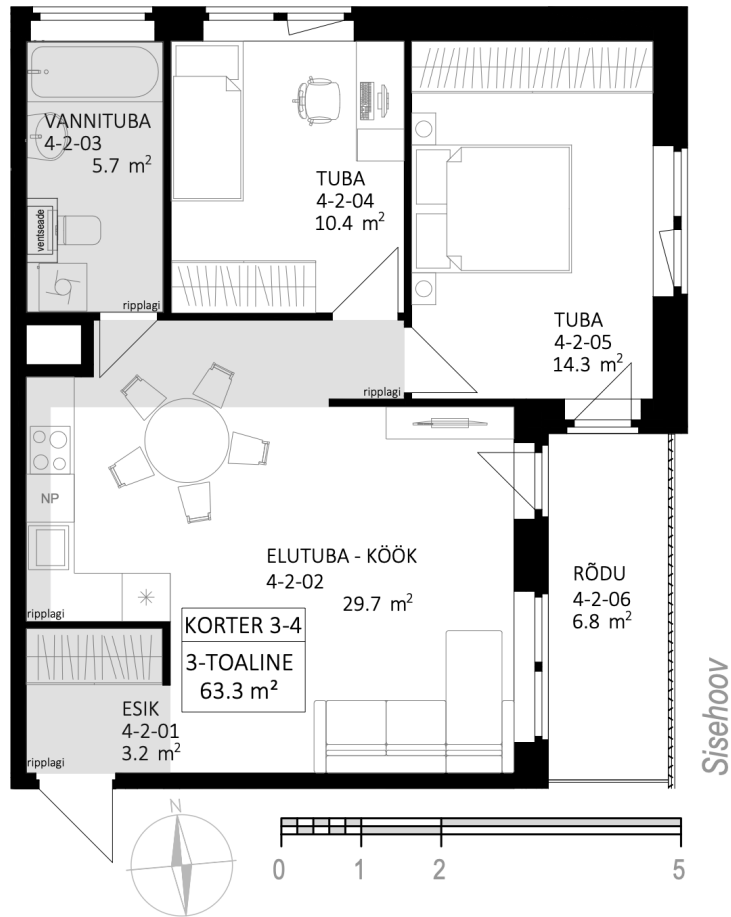 VANNITUBA
4-2-03
5.7 m²
ventseade
ripplagi
TUBA
4-2-04
10.4 m²
TUBA
4-2-05
14.3 m²
ripplagi
NP
ripplagi
ELUTUBA - KÖÖK
4-2-02
29.7 m²
RÕDU
4-2-06
6.8 m²
KORTER 3-4
3-TOALINE
63.3 m²
ESIK
4-2-01
3.2 m²
ripplagi
Sisehoov
N
0 1 2 5